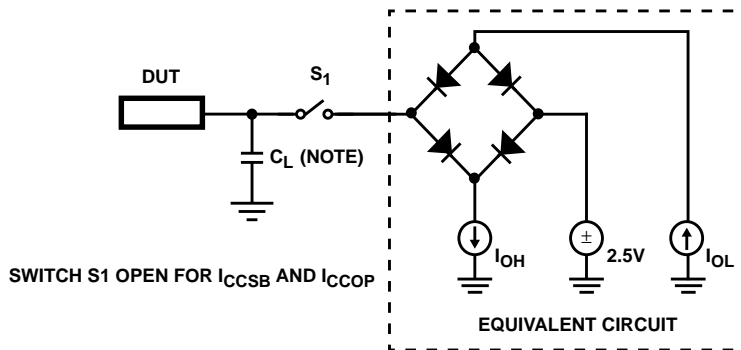 DUT
S1
CL (NOTE)
IOH
±
2.5V
IOL
SWITCH S1 OPEN FOR ICCSB AND ICCOP
EQUIVALENT CIRCUIT